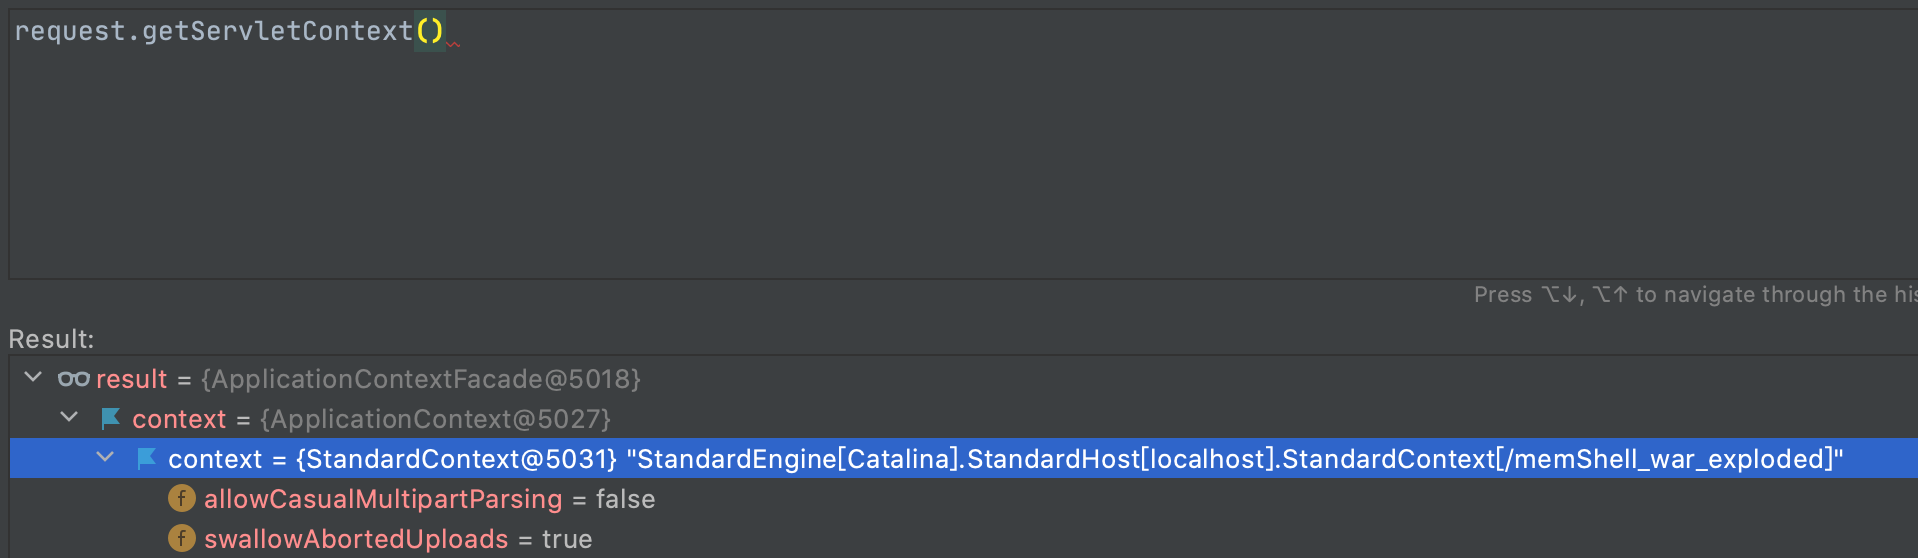 request.getServletContext()
Press ⌥↓, ⌥↑ to navigate through the his
Result:
result = {ApplicationContextFacade@5018}
context = {ApplicationContext@5027}
context = {StandardContext@5031} "StandardEngine[Catalina].StandardHost[localhost].StandardContext[/memShell_war_exploded]"
f allowCasualMultipartParsing = false
f swallowAbortedUploads = true